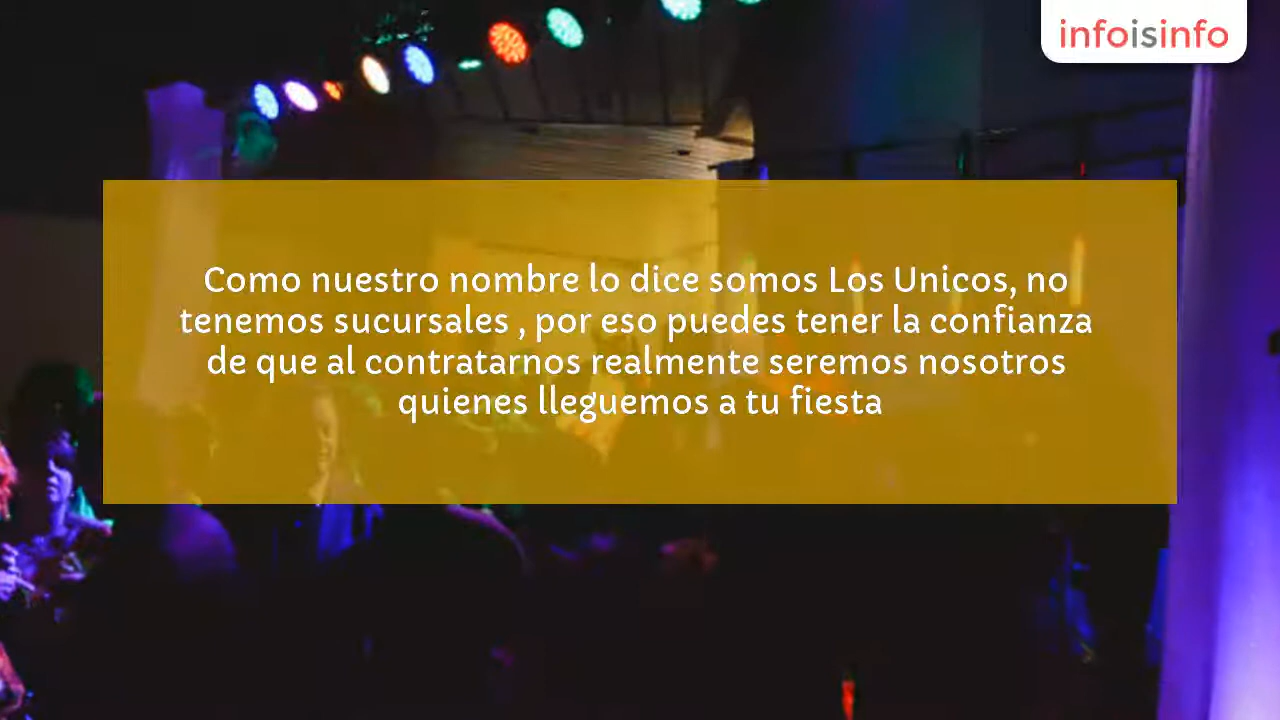 infoisinfo
Como nuestro nombre lo dice somos Los Unicos, no
tenemos sucursales , por eso puedes tener la confianza
de que al contratarnos realmente seremos nosotros
quienes lleguemos a tu fiesta